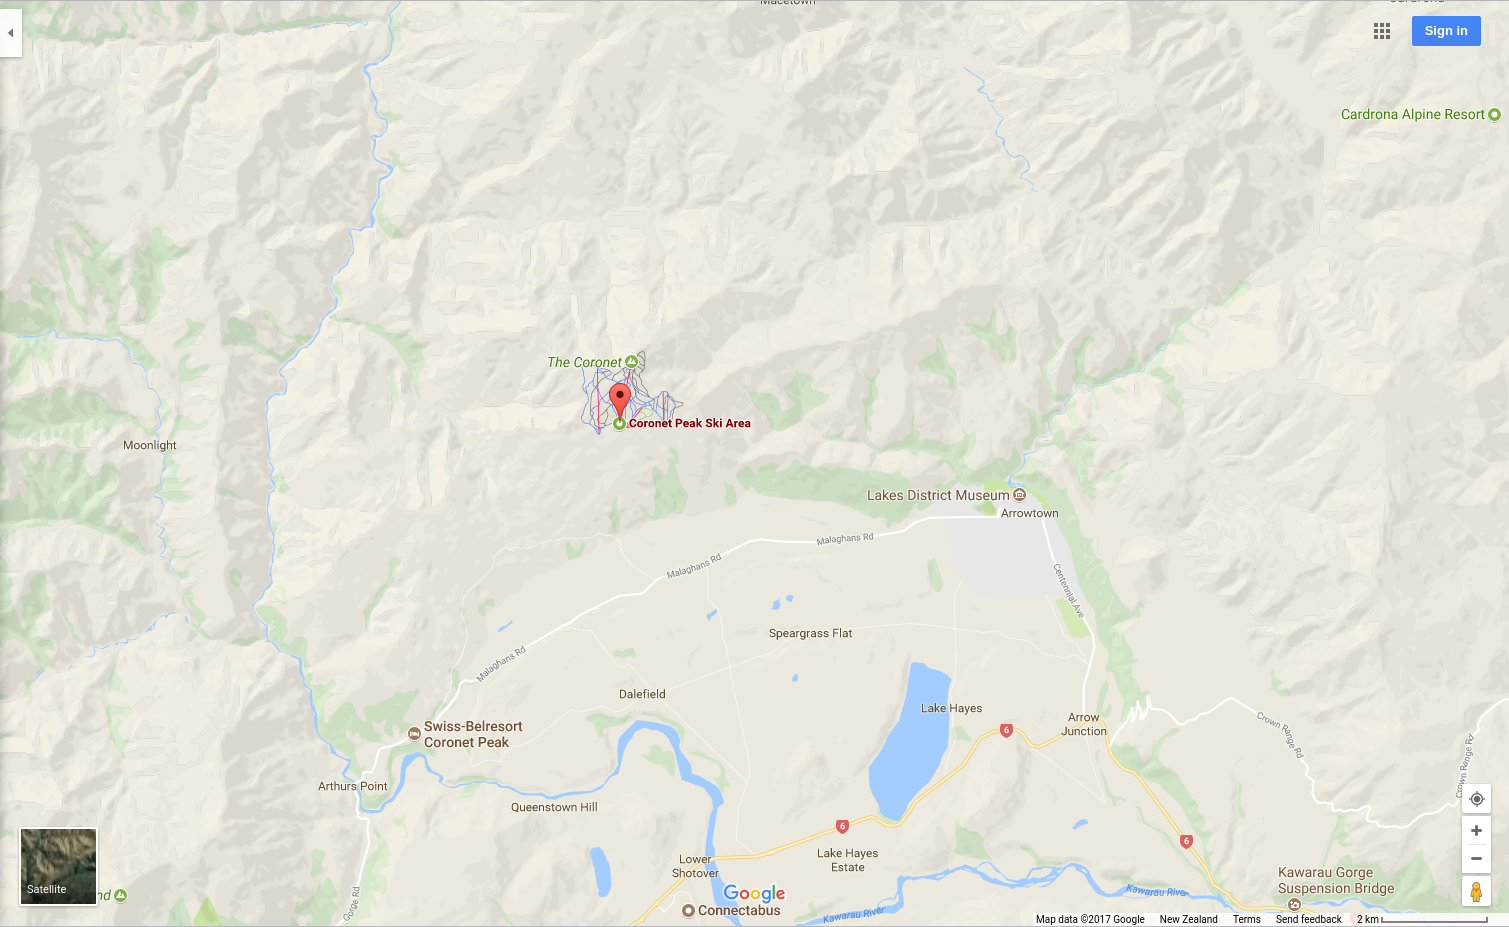 Macetown
Cardrona
Sign in
Cardrona Alpine Resort
The Coronet
Coronet Peak Ski Area
Moonlight
Lakes District Museum
Arrowtown
Malaghans Rd
Malaghans Rd
Centennial Ave
Speargrass Flat
Malaghans Rd
Dalefield
Lake Hayes
Swiss-Belresort
Coronet Peak
6
Arrow
Junction
Crown Range Rd
Crown Range Rd
Arthurs Point
Queenstown Hill
6
6
Lower
Shotover
Lake Hayes
Estate
Satellite
nd
Gorge Rd
Google
Connectabus
Kawarau River
Kawarau River
Kawarau Gorge
Suspension Bridge
Map data ©2017 Google New Zealand Terms Send feedback 2 km